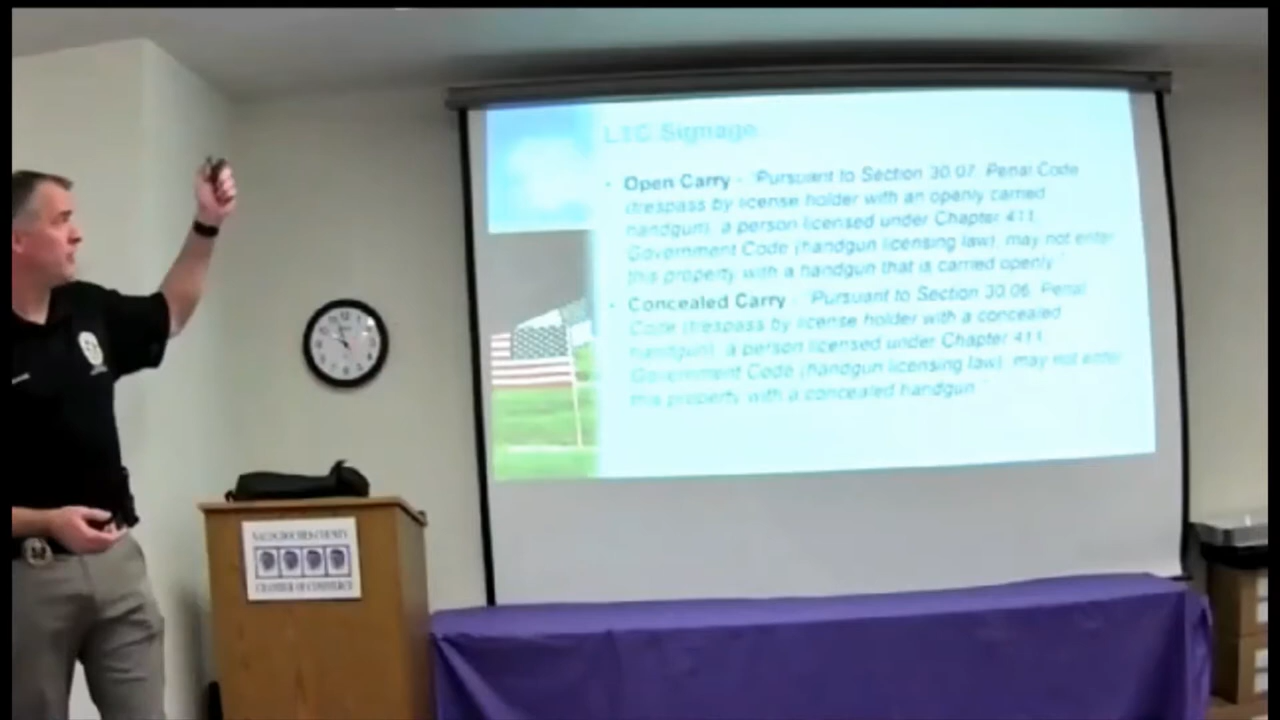 LTC Signage
• Open Carry - "Pursuant to Section 30.07, Penal Code
(trespass by license holder with an openly carried
handgun), a person licensed under Chapter 411,
Government Code (handgun licensing law), may not enter
this property with a handgun that is carried openly."
• Concealed Carry - "Pursuant to Section 30.06, Penal
Code (trespass by license holder with a concealed
handgun), a person licensed under Chapter 411,
Government Code (handgun licensing law), may not enter
this property with a concealed handgun."
NACOGDOCHES COUNTY
CHAMBER OF COMMERCE